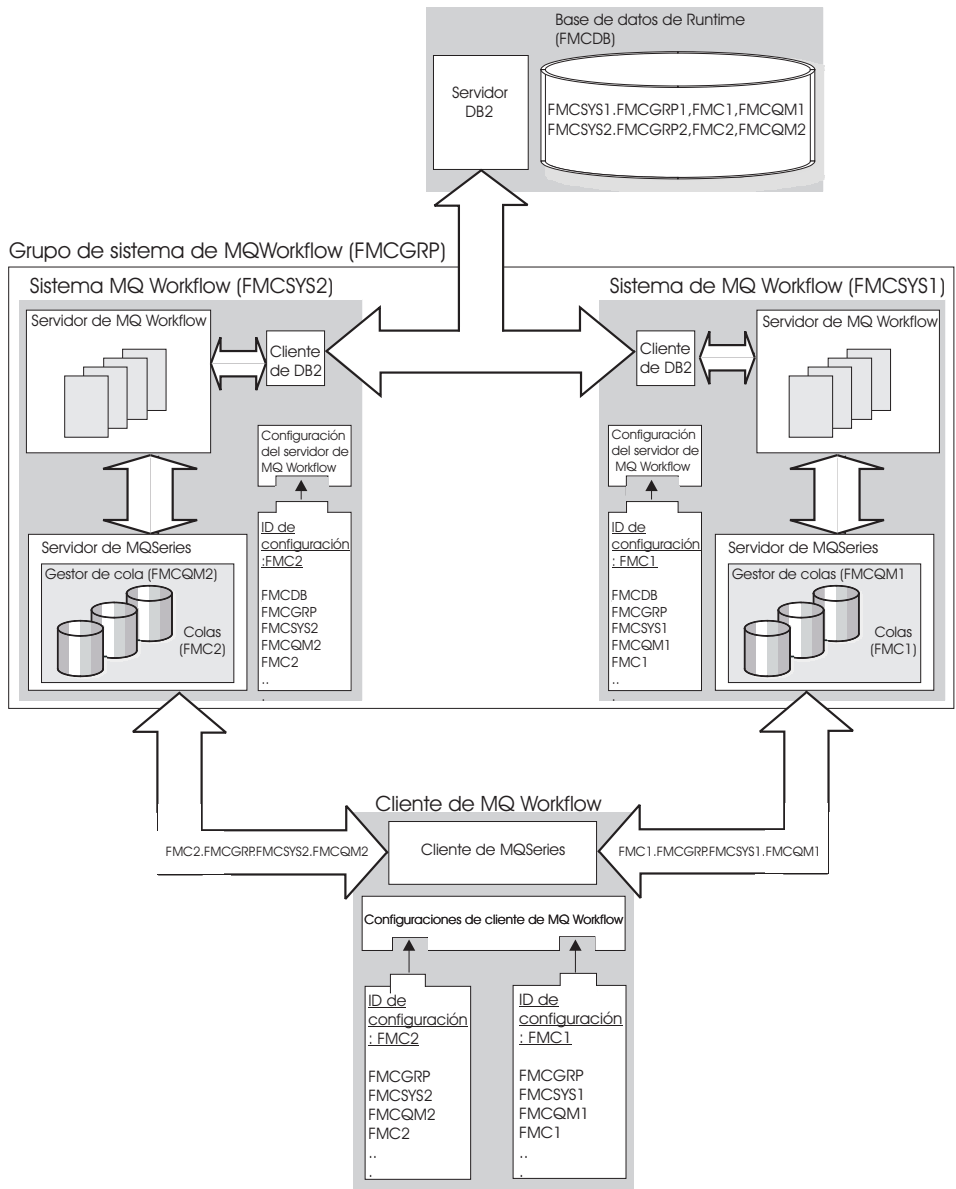 Base de datos de Runtime
(FMCDB)
Servidor
DB2
FMCSYS1.FMCGRP1,FMC1,FMCQM1
FMCSYS2.FMCGRP2,FMC2,FMCQM2
Grupo de sistema de MQWorkflow (FMCGRP)
Sistema MQ Workflow (FMCSYS2)
Servidor de MQ Workflow
Cliente
de DB2
Configuración
del servidor de
MQ Workflow
ID de
configuración
:FMC2
FMCDB
FMCGRP
FMCSYS2
FMCQM2
FMC2
..
.
Servidor de MQSeries
Gestor de cola (FMCQM2)
Colas
(FMC2)
Sistema de MQ Workflow (FMCSYS1)
Servidor de MQ Workflow
Cliente
de DB2
Configuración
del servidor de
MQ Workflow
ID de
configuración
: FMC1
FMCDB
FMCGRP
FMCSYS1
FMCQM1
FMC1
..
.
Servidor de MQSeries
Gestor de colas (FMCQM1
Colas
(FMC1)
Cliente de MQ Workflow
FMC2.FMCGRP.FMCSYS2.FMCQM2
Cliente de MQSeries
FMC1.FMCGRP.FMCSYS1.FMCQM1
Configuraciones de cliente de MQ Workflow
ID de
configuración
: FMC2
FMCGRP
FMCSYS2
FMCQM2
FMC2
..
.
ID de
configuración
: FMC1
FMCGRP
FMCSYS1
FMCQM1
FMC1
..
.